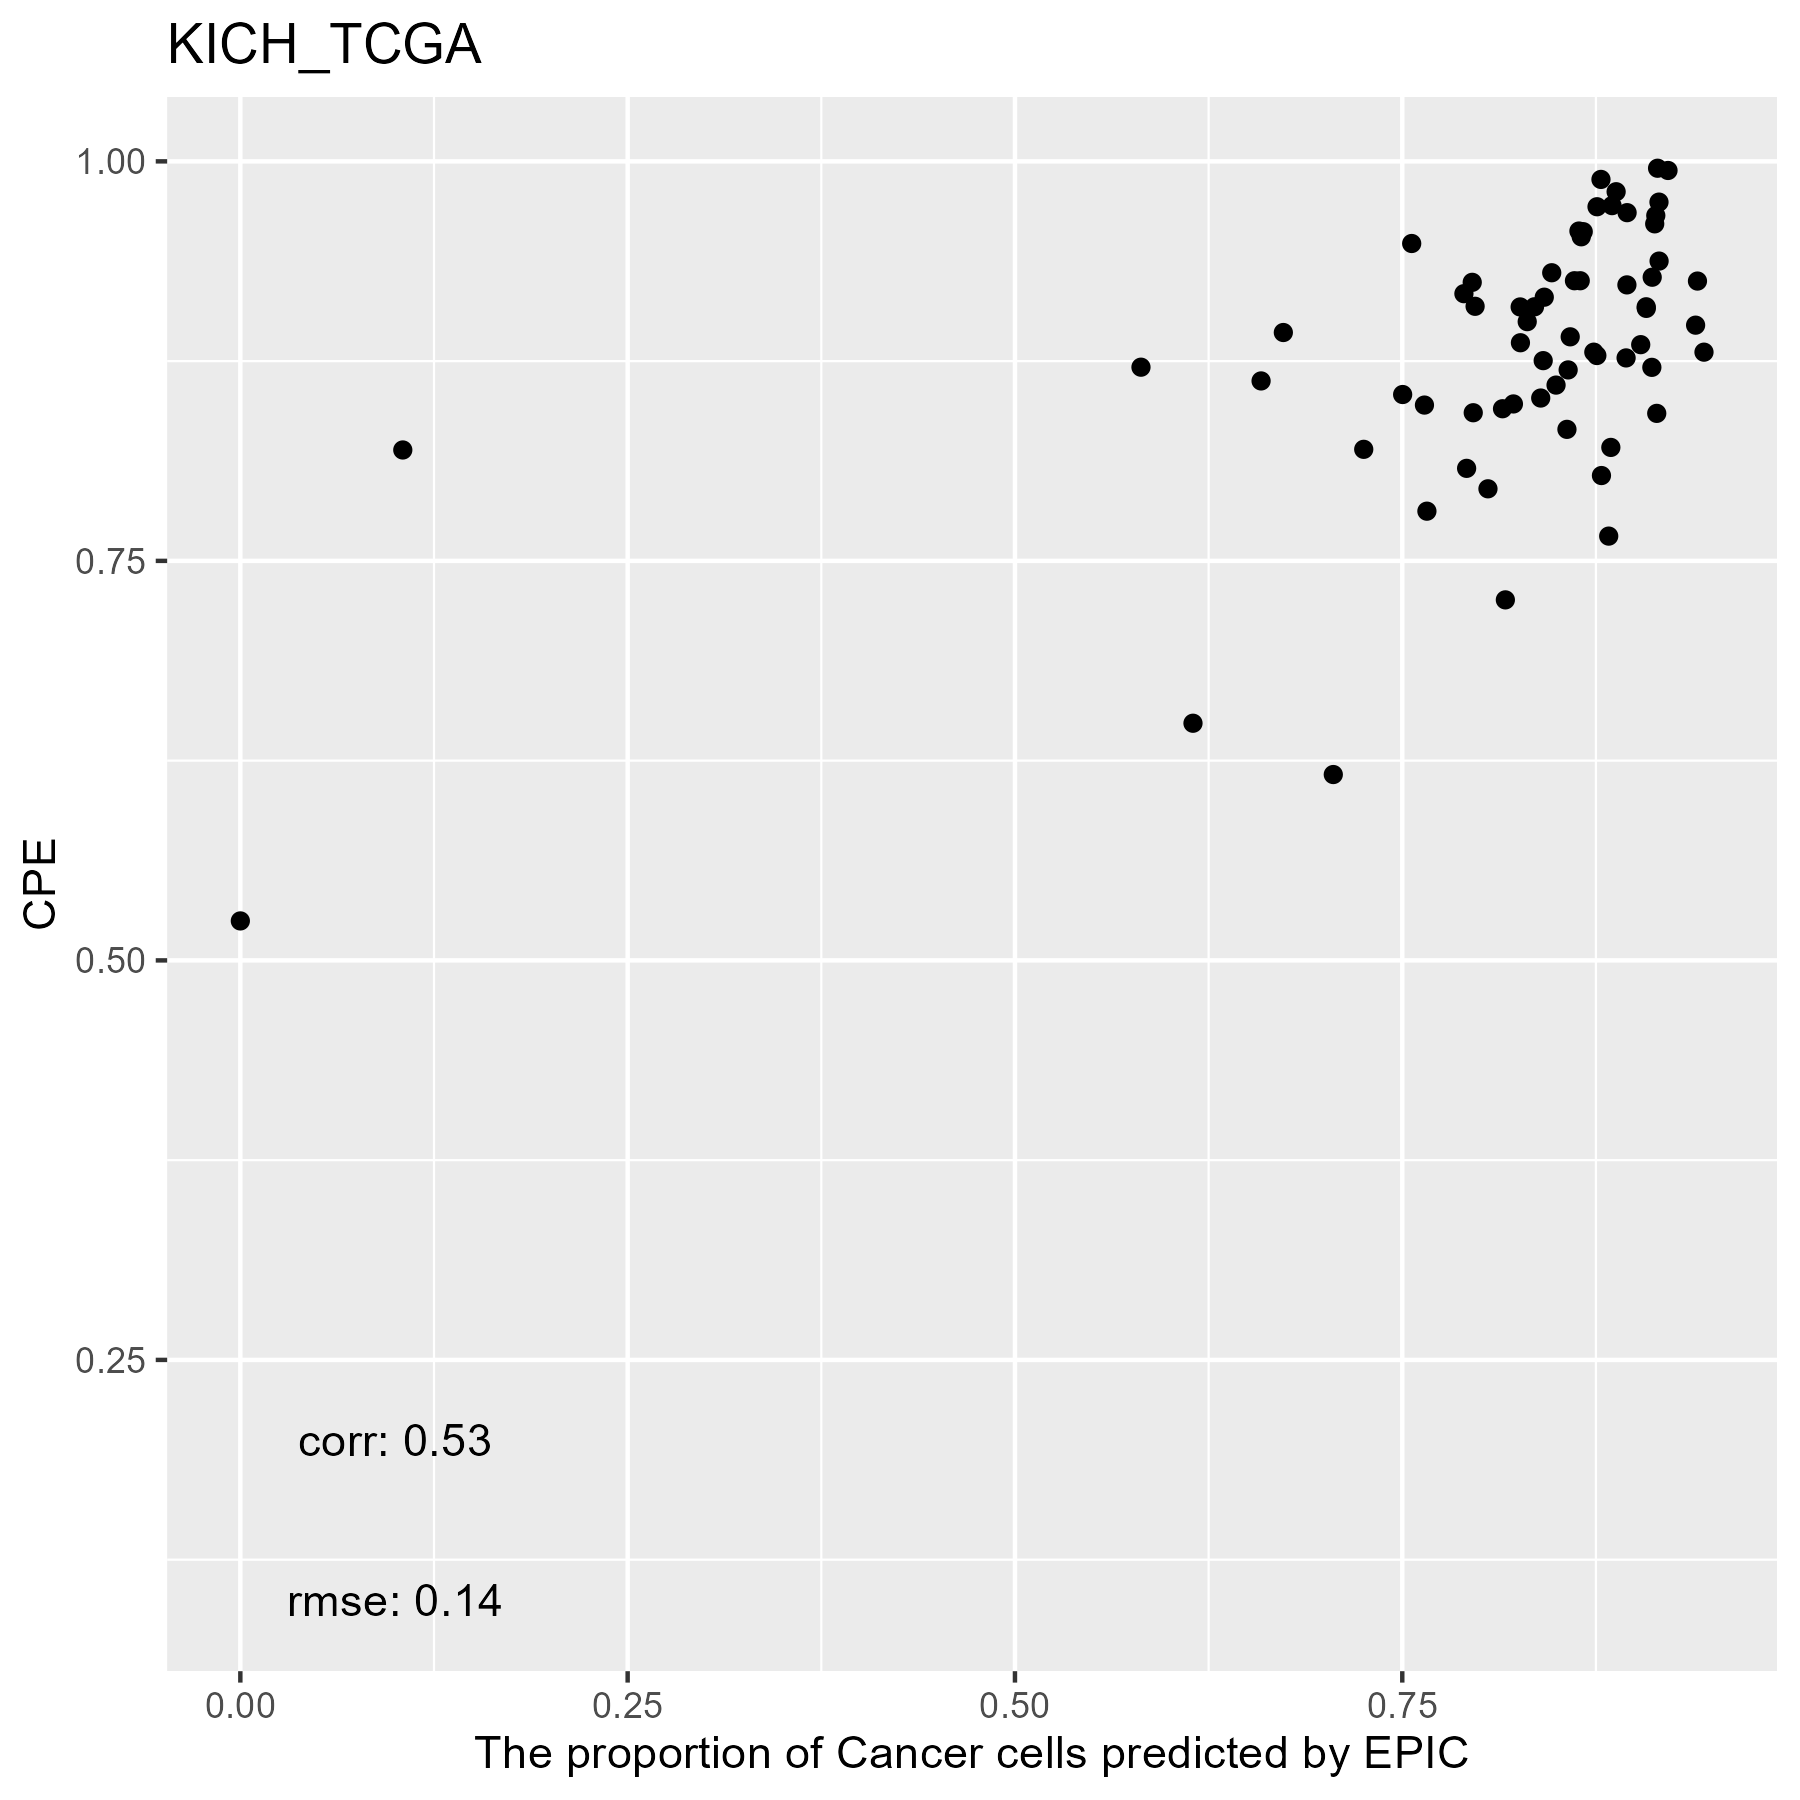 KICH_TCGA
1.00
0.75
CPE
0.50
0.25
corr: 0.53
rmse: 0.14
0.00 0.25 0.50 0.75
The proportion of Cancer cells predicted by EPIC